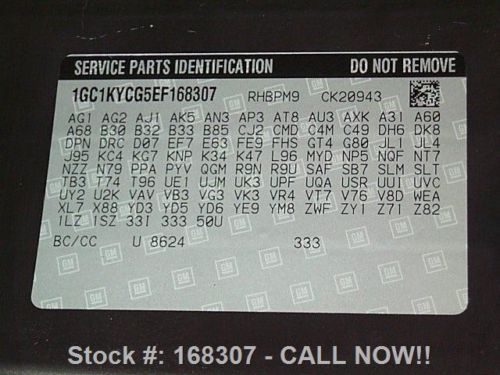 SERVICE PARTS IDENTIFICATION DO NOT REMOVE
1GC1KYCG5EF168307 RHBPM9 CK20943
AG1 AG2 AJ1 AK5 AN3 AP3 AT8 AU3 AXK A31 A60
A68 B30 B32 B33 B85 CJ2 CMD C4M C49 DH6 DK8
DPN DRC D07 EF7 E63 FE9 FHS GT4 G80 JL1 JL4
J95 KC4 KG7 KNP K34 K47 L96 MYD NP5 NQF NT7
NZZ N79 PPA PYV QGM R9N R9U SAF SB7 SLM SLT
TB3 T74 T96 UE1 UJM UK3 UPF UQA USR UUI UVC
UY2 U2K VAV VB3 VG3 VK3 VR4 VT7 V76 V8D WEA
XL7 X88 YD3 YD5 YD6 YE9 YM8 ZWF ZY1 Z71 Z82
1LZ 1SZ 33I 333 50U
BC/CC U 8624 333
Stock #: 168307 - CALL NOW!!